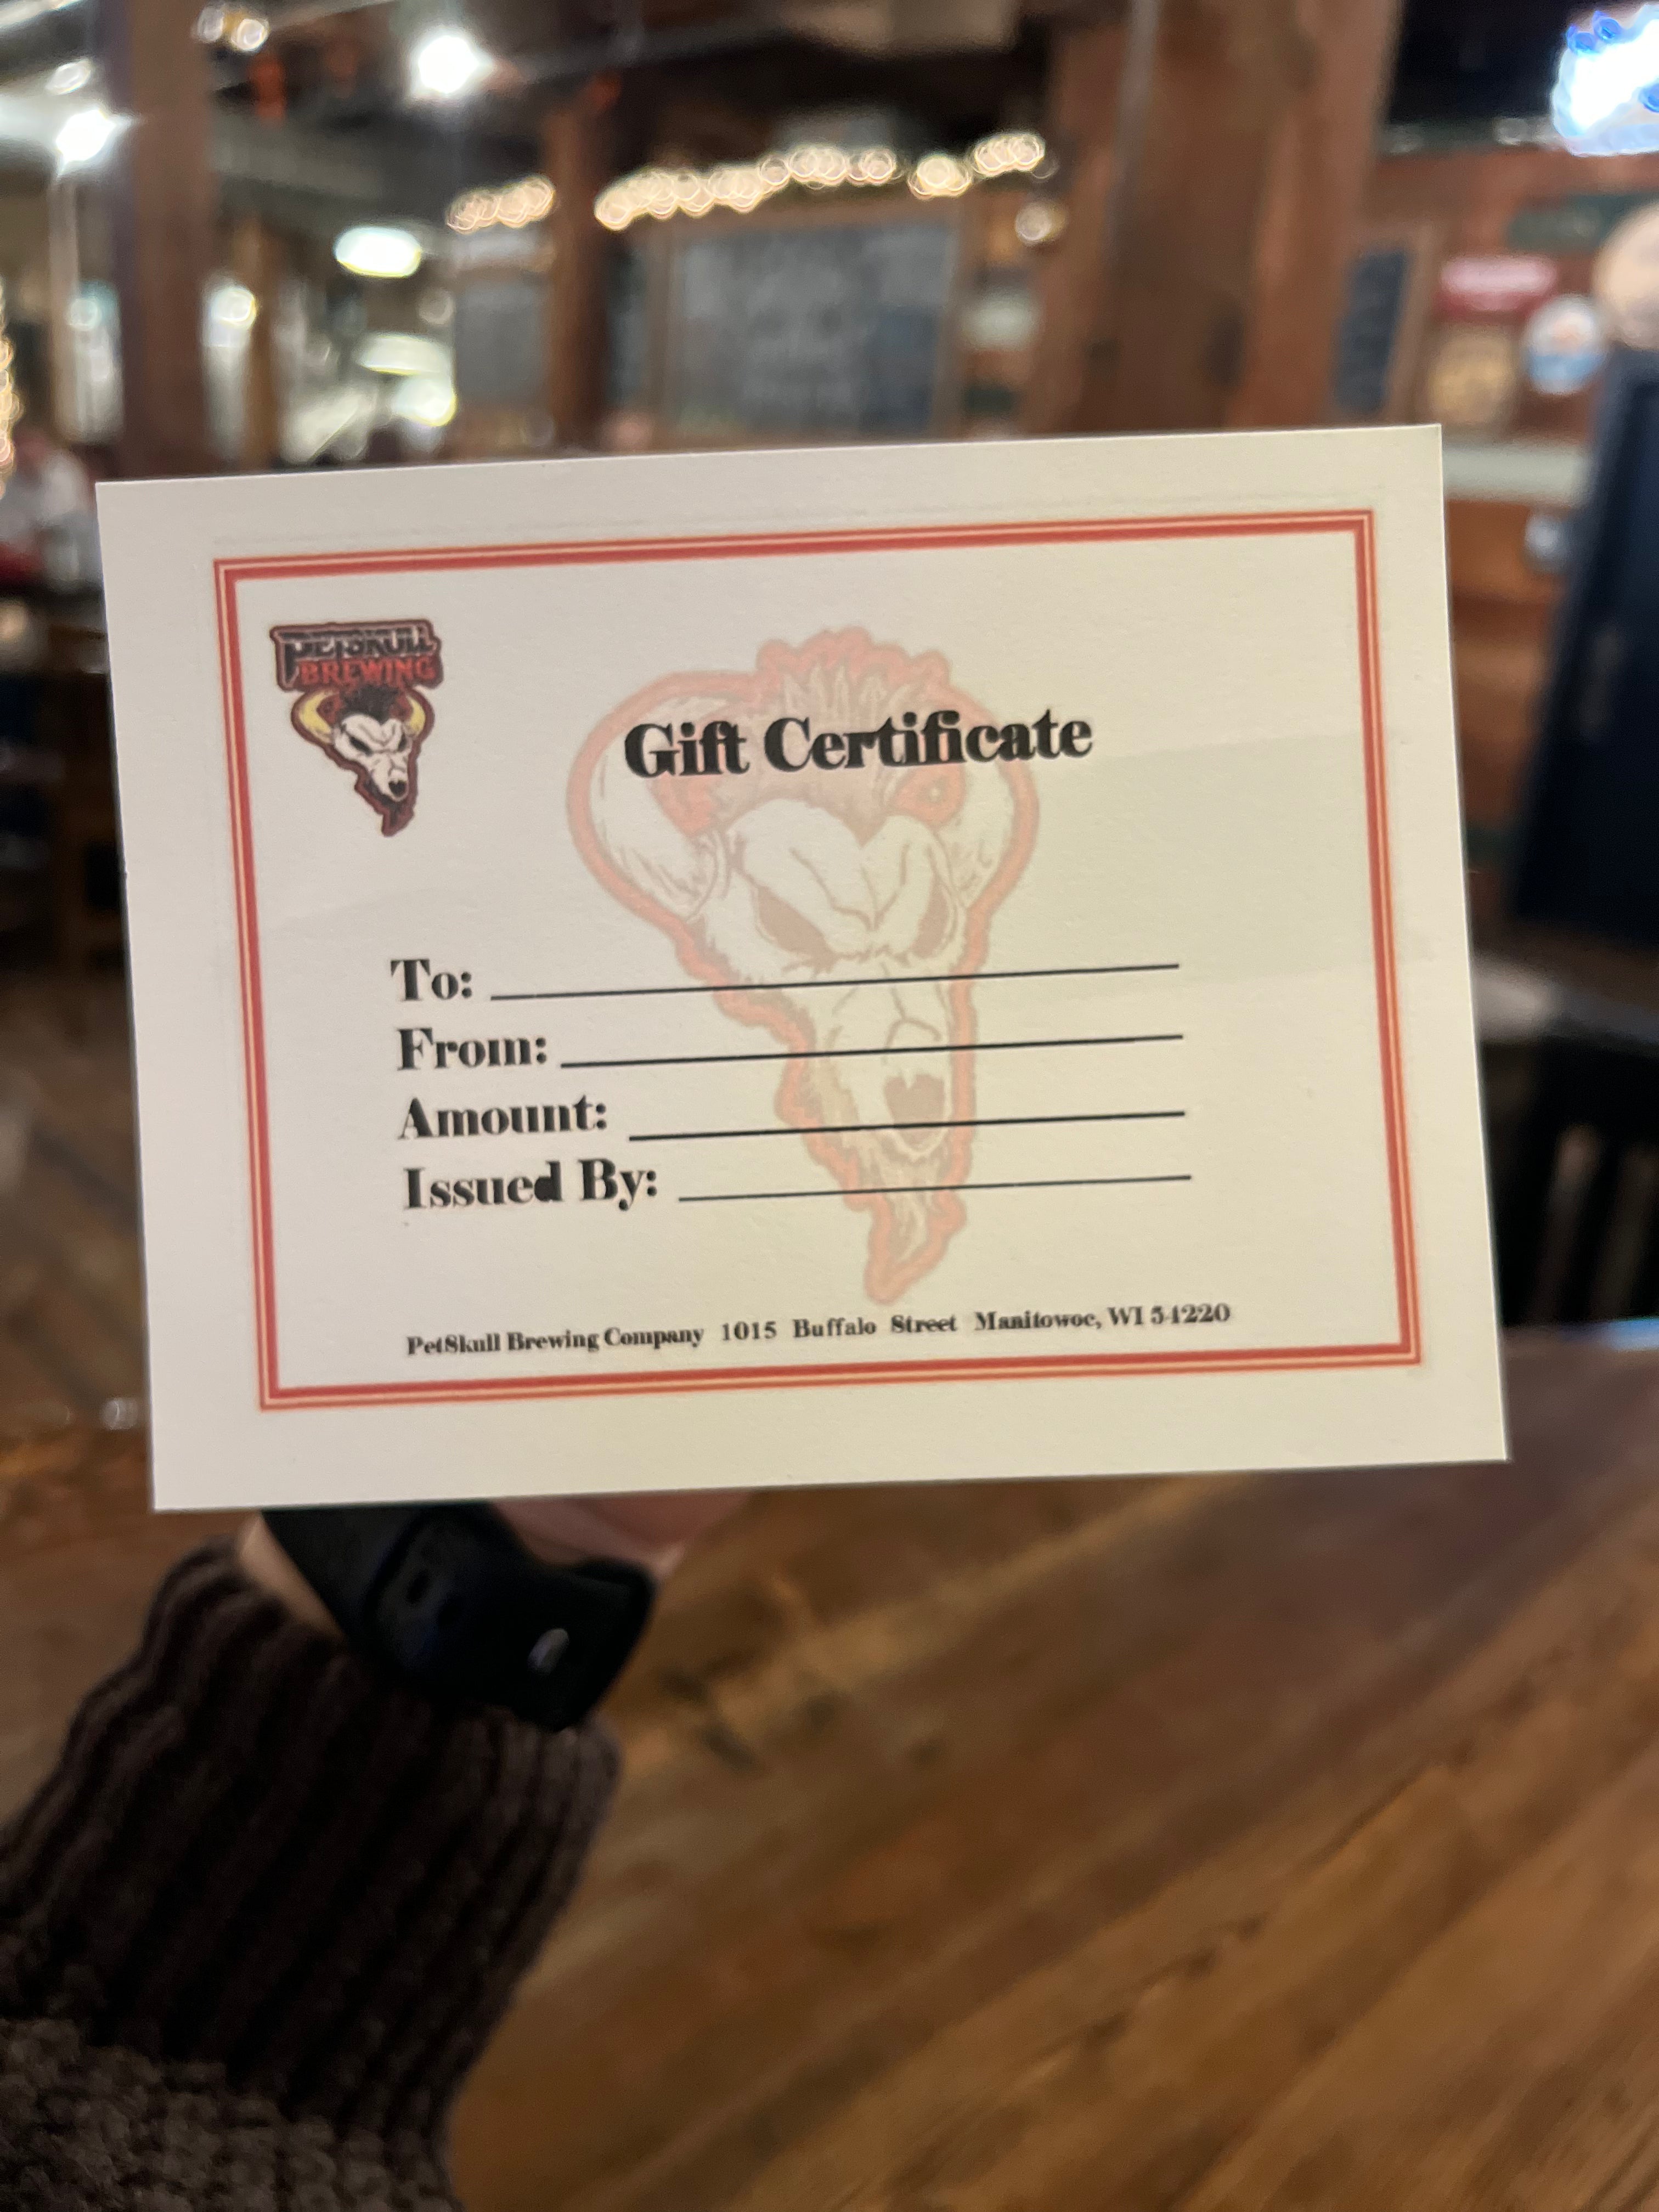 PETSKULL
BREWING
Gift Certificate
To:
From:
Amount:
Issued By:
PetSkull Brewing Company 1015 Buffalo Street Manitowoc, WI 54220